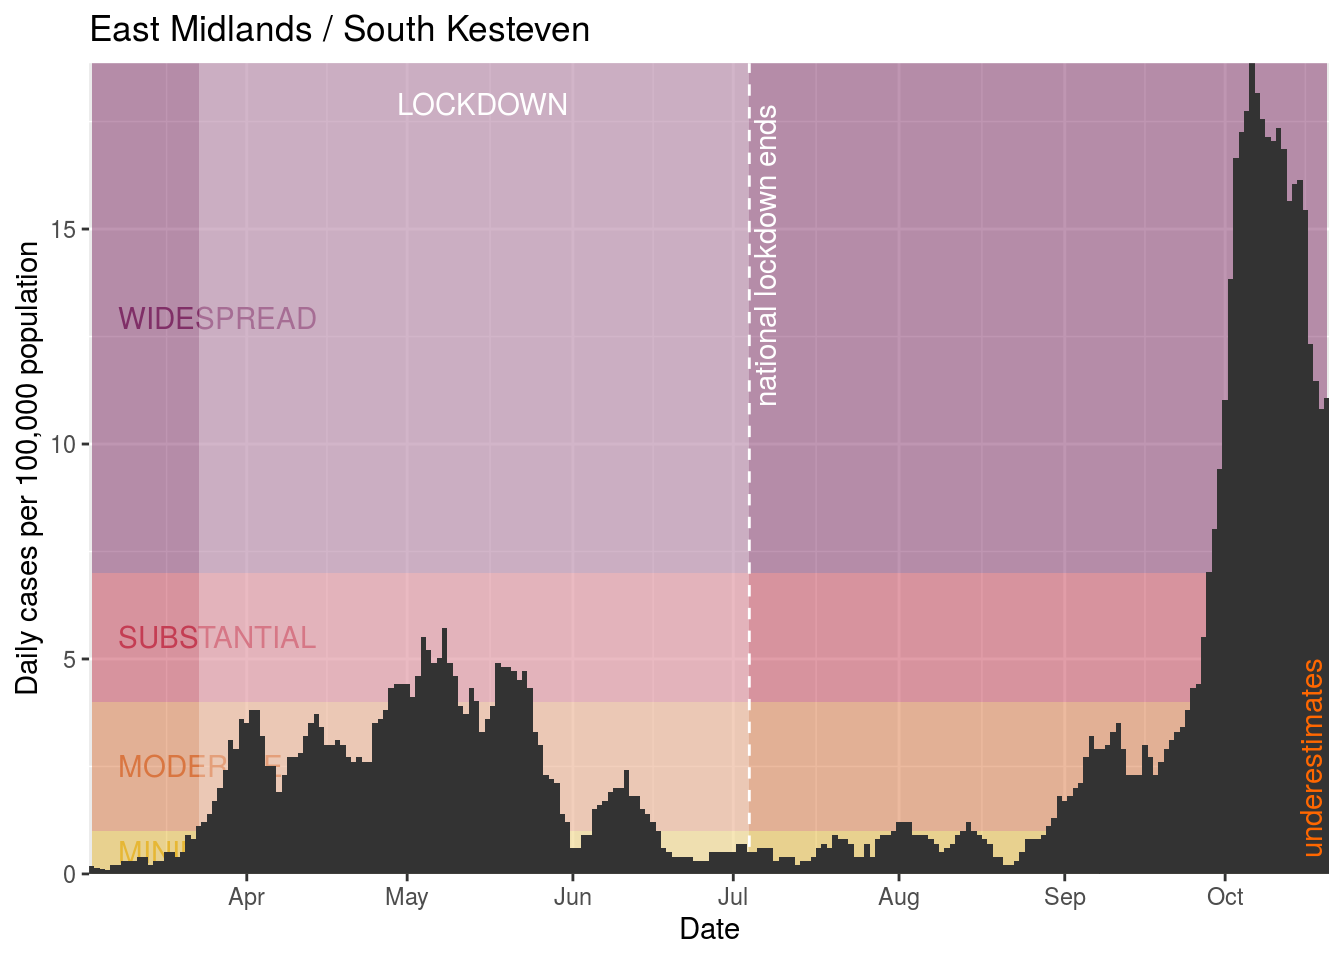 East Midlands / South Kesteven
LOCKDOWN
national lockdown ends
WIDESPREAD
SUBSTANTIAL
underestimates
Daily cases per 100,000 population
15
10
5
0
Apr
May
Jun
Jul
Aug
Sep
Oct
Date